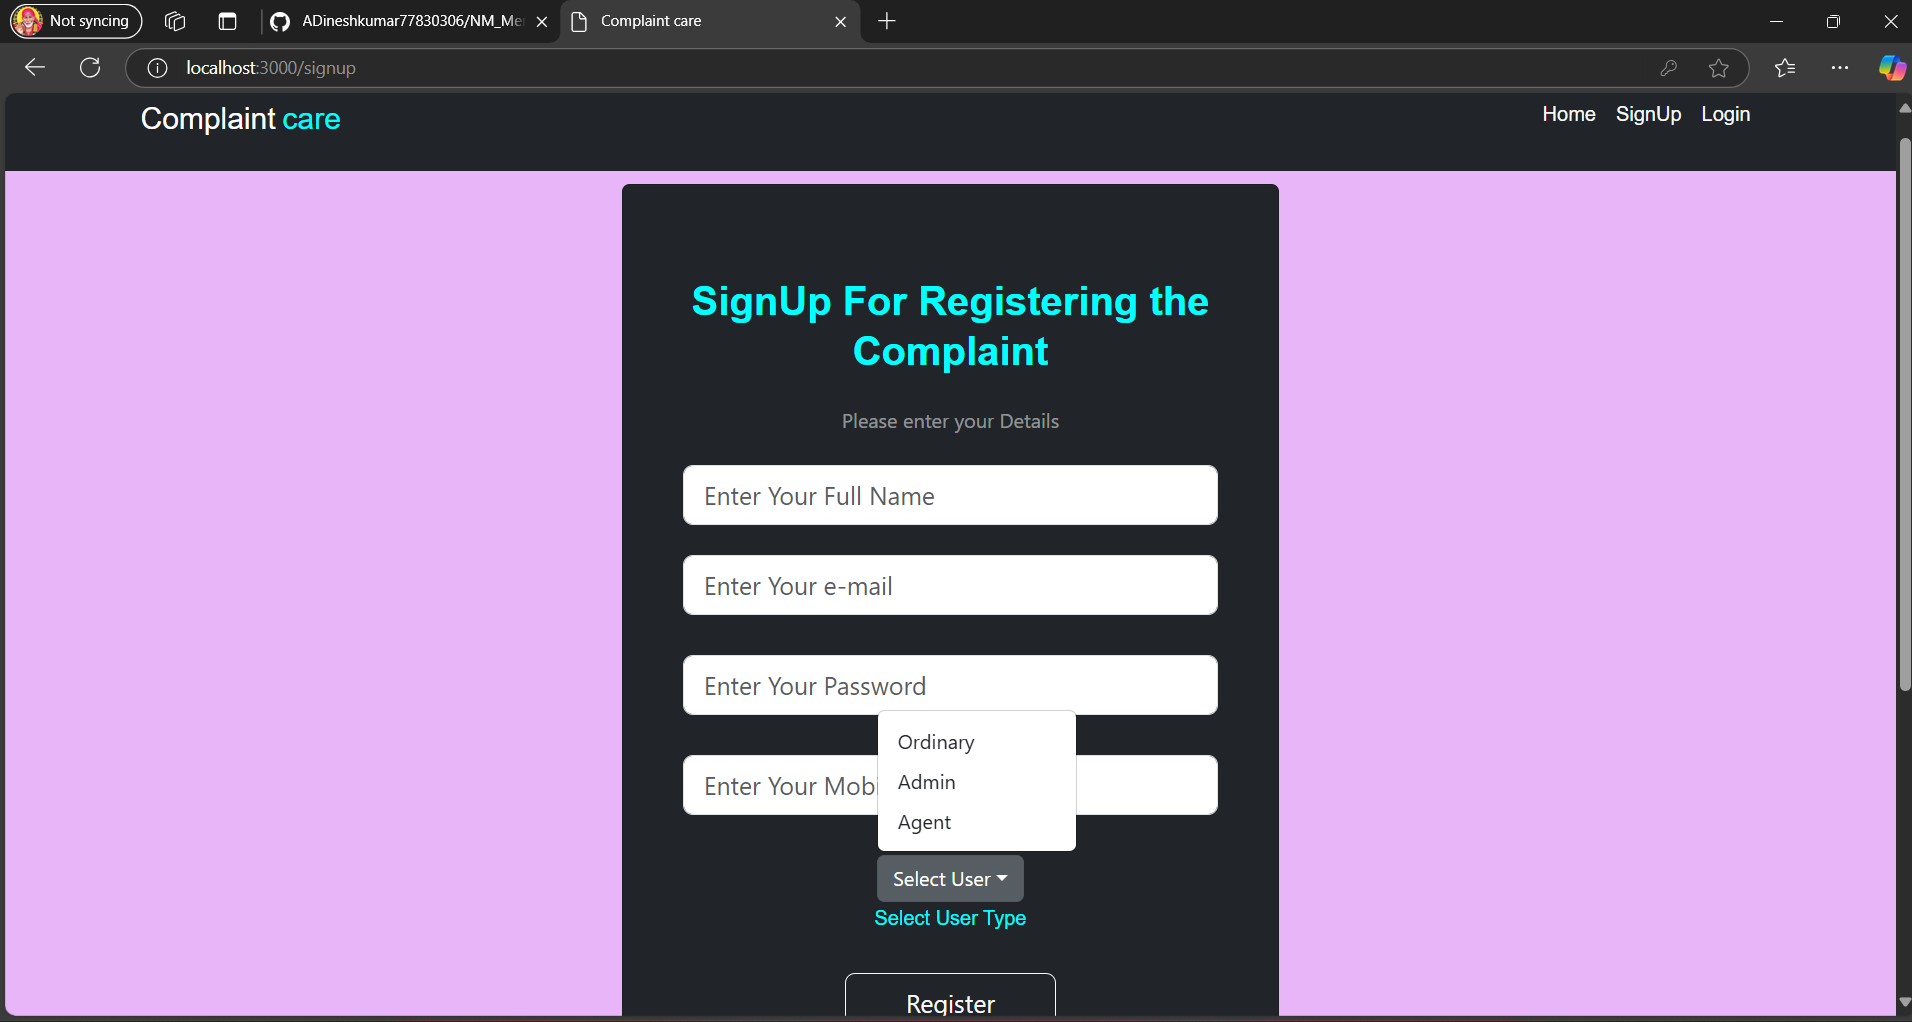 Not syncing
ADineshkumar77830306/NM_Me
Complaint care
localhost:3000/signup
Complaint care
Home SignUp Login
SignUp For Registering the
Complaint
Please enter your Details
Enter Your Full Name
Enter Your e-mail
Enter Your Password
Ordinary
Enter Your Mobi
Admin
Agent
Select User
Select User Type
Register